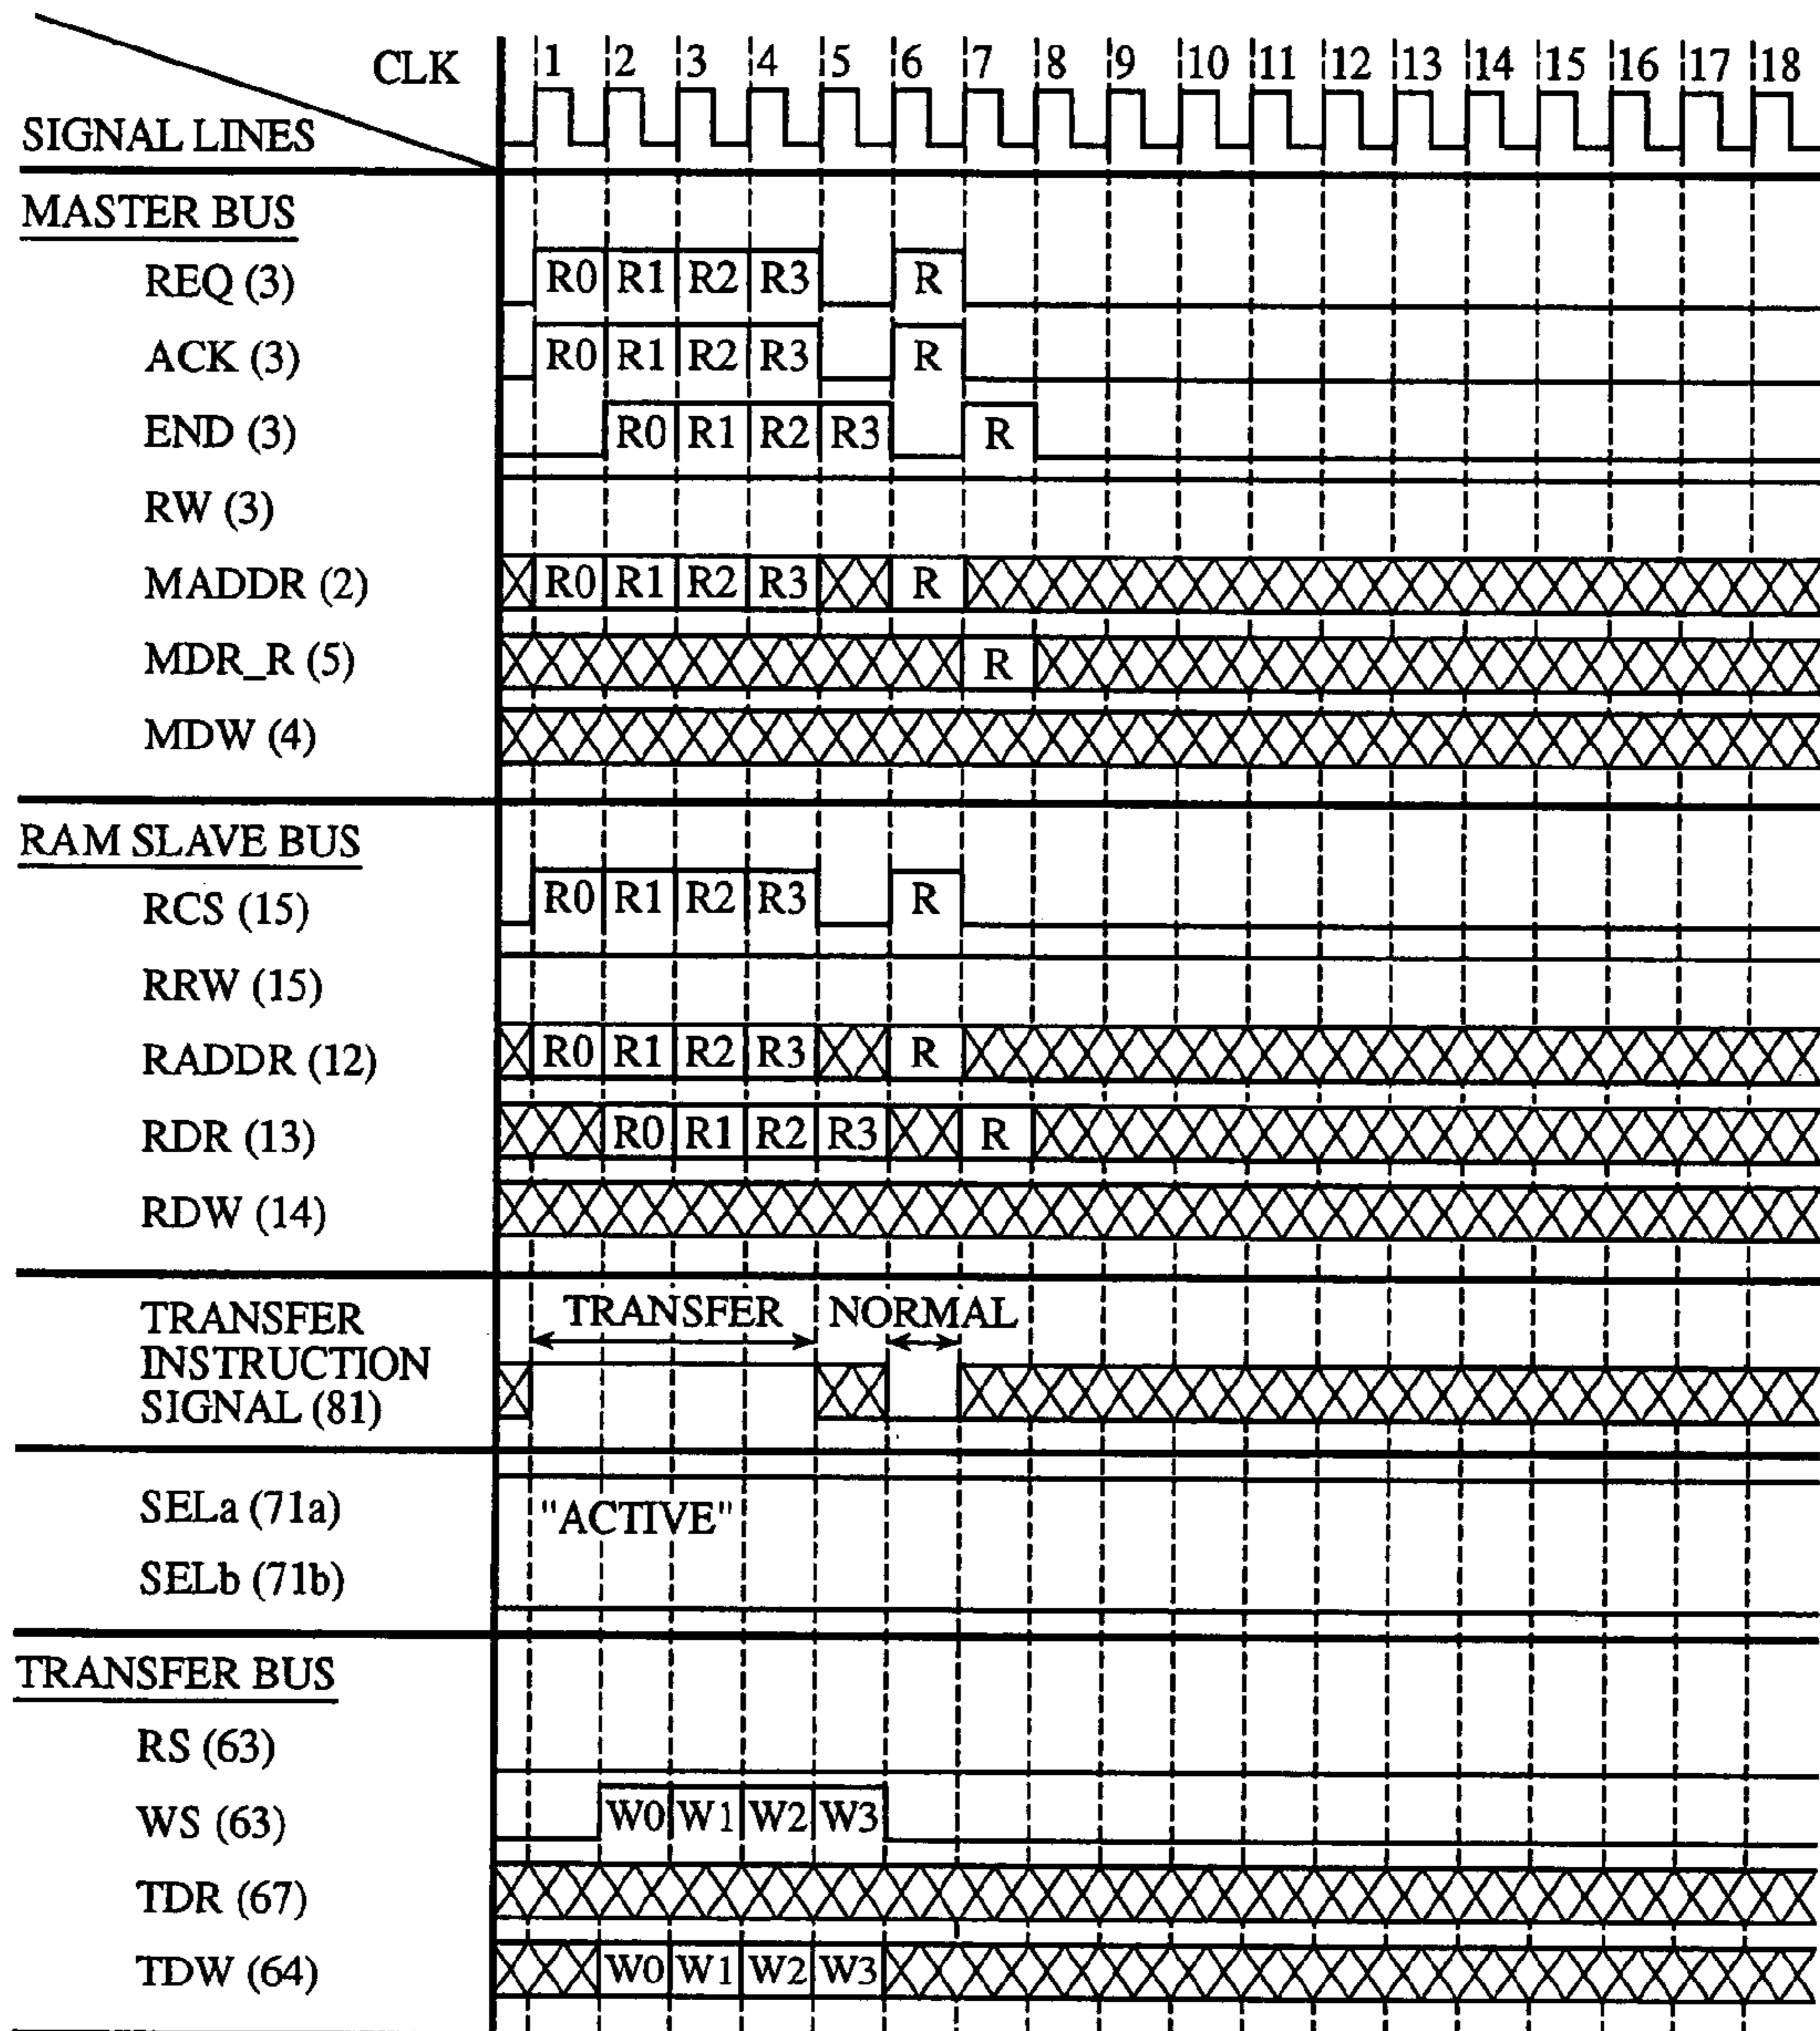 CLK 1 2 3 4 5 6 7 8 9 10 11 12 13 14 15 16 17 18
SIGNAL LINES
MASTER BUS
REQ (3) R0 R1 R2 R3 R
ACK (3) R0 R1 R2 R3 R
END (3) R0 R1 R2 R3 R
RW (3)
MADDR (2) R0 R1 R2 R3 R
MDR_R (5) R
MDW (4)
RAM SLAVE BUS
RCS (15) R0 R1 R2 R3 R
RRW (15)
RADDR (12) R0 R1 R2 R3 R
RDR (13) R0 R1 R2 R3 R
RDW (14)
TRANSFER TRANSFER NORMAL
INSTRUCTION
SIGNAL (81)
SELa (71a) "ACTIVE"
SELb (71b)
TRANSFER BUS
RS (63)
WS (63) W0 W1 W2 W3
TDR (67)
TDW (64) W0 W1 W2 W3